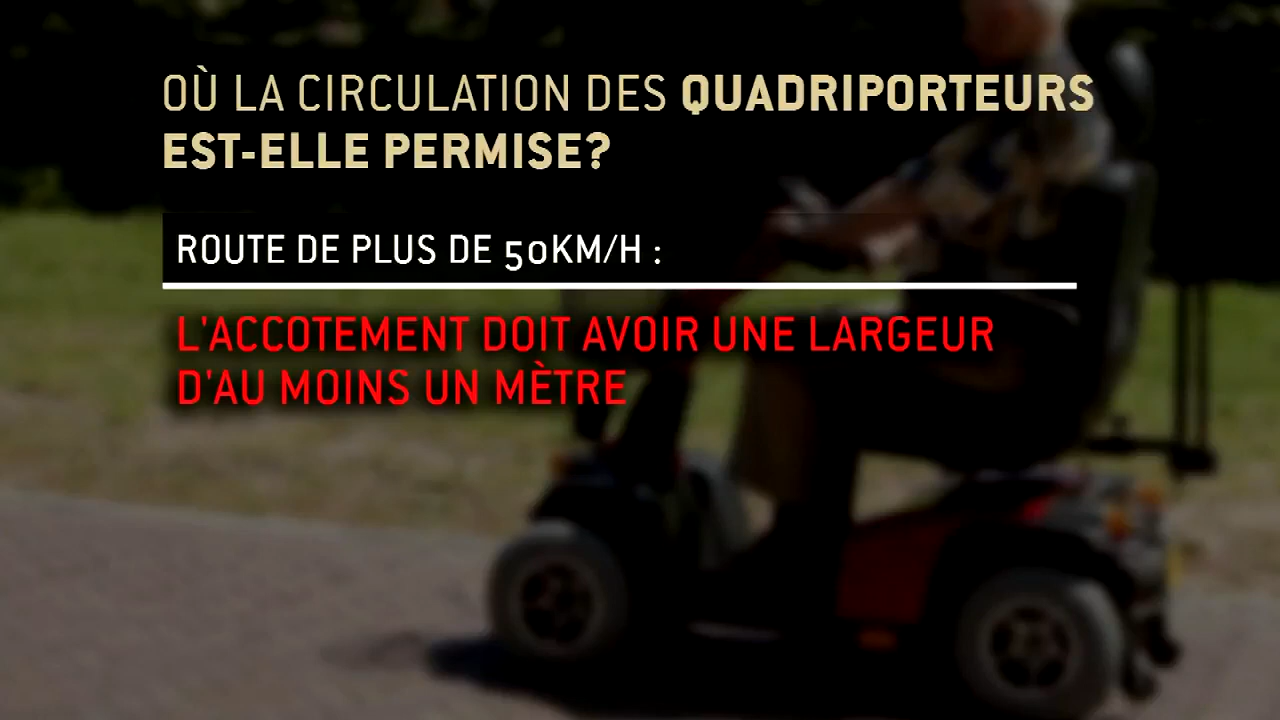 OÙ LA CIRCULATION DES QUADRIPORTEURS
EST-ELLE PERMISE?
ROUTE DE PLUS DE 50KM/H :
L'ACCOTEMENT DOIT AVOIR UNE LARGEUR
D'AU MOINS UN MÈTRE